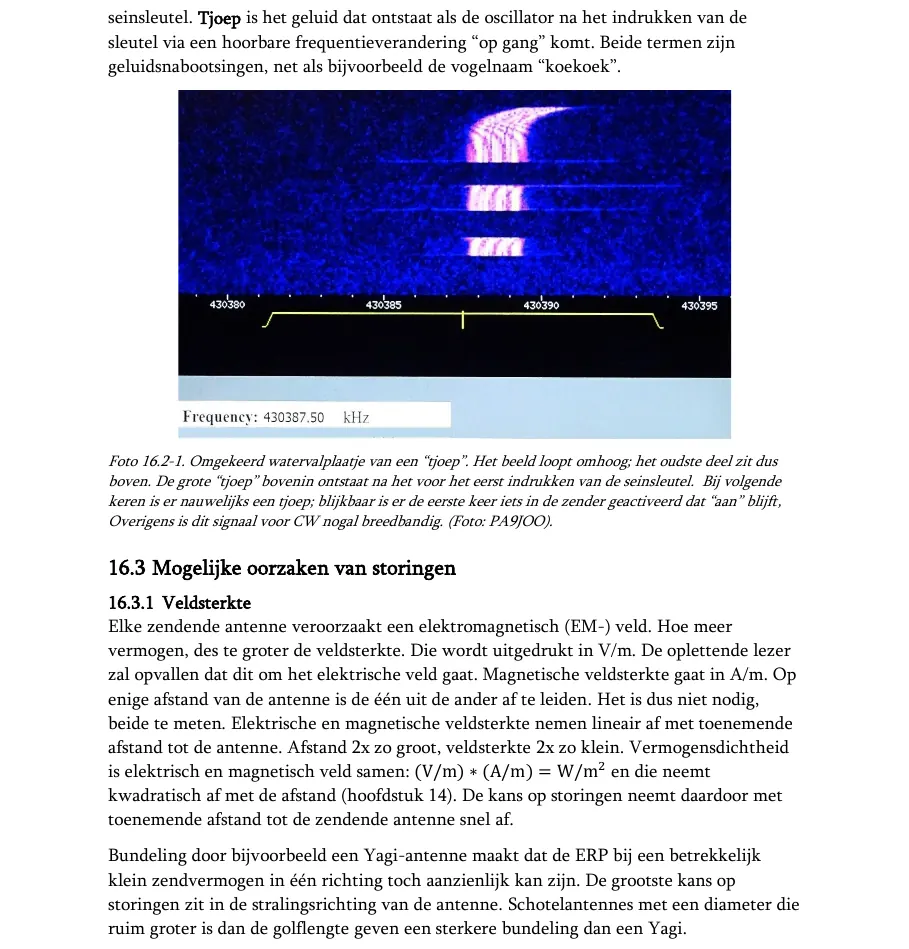 seinsleutel. Tjoep is het geluid dat ontstaat als de oscillator na het indrukken van de
sleutel via een hoorbare frequentieverandering “op gang” komt. Beide termen zijn
geluidsnabootsingen, net als bijvoorbeeld de vogelnaam “koekoek”.
430380 430385 430390 430395
Frequency: 430387.50 kHz
Foto 16.2-1. Omgekeerd watervalplaatje van een “tjoep”. Het beeld loopt omhoog; het oudste deel zit dus
boven. De grote “tjoep” bovenin ontstaat na het voor het eerst indrukken van de seinsleutel.  Bij volgende
keren is er nauwelijks een tjoep; blijkbaar is er de eerste keer iets in de zender geactiveerd dat “aan” blijft,
Overigens is dit signaal voor CW nogal breedbandig. (Foto: PA9JOO).
16.3 Mogelijke oorzaken van storingen
16.3.1 Veldsterkte
Elke zendende antenne veroorzaakt een elektromagnetisch (EM-) veld. Hoe meer
vermogen, des te groter de veldsterkte. Die wordt uitgedrukt in V/m. De oplettende lezer
zal opvallen dat dit om het elektrische veld gaat. Magnetische veldsterkte gaat in A/m. Op
enige afstand van de antenne is de één uit de ander af te leiden. Het is dus niet nodig,
beide te meten. Elektrische en magnetische veldsterkte nemen lineair af met toenemende
afstand tot de antenne. Afstand 2x zo groot, veldsterkte 2x zo klein. Vermogensdichtheid
is elektrisch en magnetisch veld samen: (V/m) ∗ (A/m) = W/m² en die neemt
kwadratisch af met de afstand (hoofdstuk 14). De kans op storingen neemt daardoor met
toenemende afstand tot de zendende antenne snel af.
Bundeling door bijvoorbeeld een Yagi-antenne maakt dat de ERP bij een betrekkelijk
klein zendvermogen in één richting toch aanzienlijk kan zijn. De grootste kans op
storingen zit in de stralingsrichting van de antenne. Schotelantennes met een diameter die
ruim groter is dan de golflengte geven een sterkere bundeling dan een Yagi.